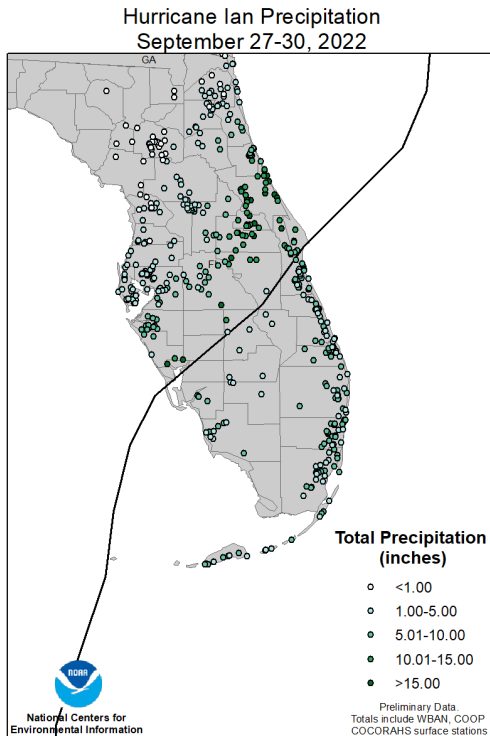 Hurricane Ian Precipitation
September 27-30, 2022
GA
F
Total Precipitation
(inches)
<1.00
1.00-5.00
5.01-10.00
10.01-15.00
>15.00
NOAA
National Centers for
Environmental Information
Preliminary Data.
Totals include WBAN, COOP
COCORAHS surface stations